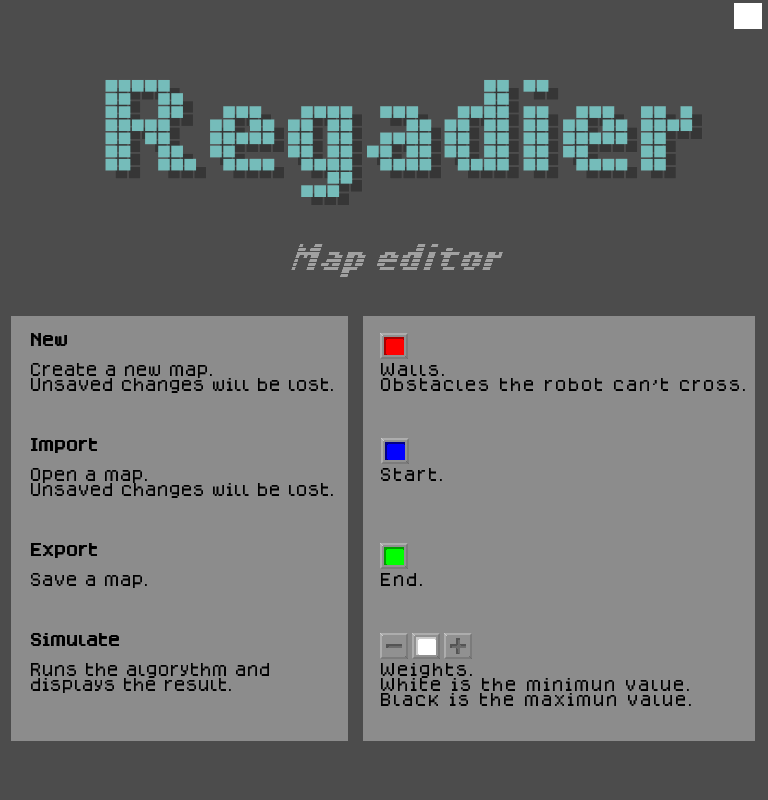 Regadier
Map editor
New
Create a new map.
Unsaved changes will be lost.
Import
Open a map.
Unsaved changes will be lost.
Export
Save a map.
Simulate
Runs the algorythm and
displays the result.
Walls.
Obstacles the robot can't cross.
Start.
End.
- +
Weights.
White is the minimun value.
Black is the maximun value.